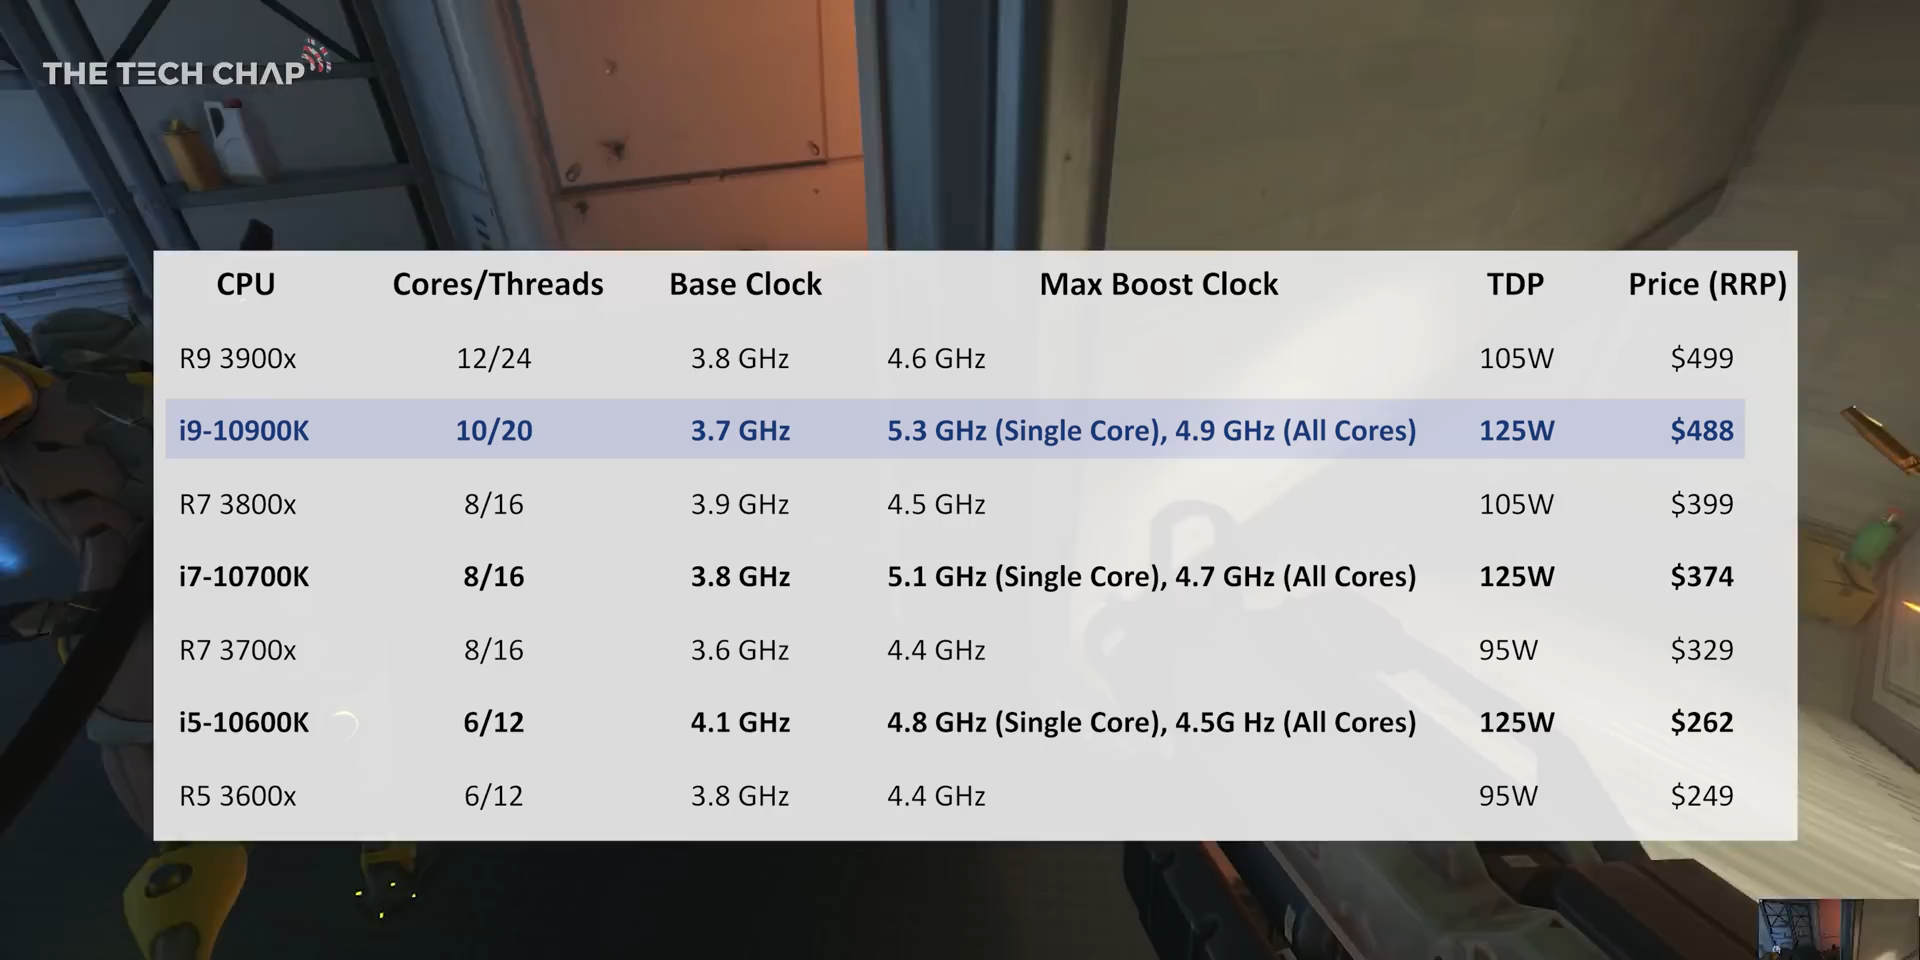 THE TECH CHAP
CPU Cores/Threads Base Clock Max Boost Clock TDP Price (RRP)
R9 3900x 12/24 3.8 GHz 4.6 GHz 105W $499
i9-10900K 10/20 3.7 GHz 5.3 GHz (Single Core), 4.9 GHz (All Cores) 125W $488
R7 3800x 8/16 3.9 GHz 4.5 GHz 105W $399
i7-10700K 8/16 3.8 GHz 5.1 GHz (Single Core), 4.7 GHz (All Cores) 125W $374
R7 3700x 8/16 3.6 GHz 4.4 GHz 95W $329
i5-10600K 6/12 4.1 GHz 4.8 GHz (Single Core), 4.5G Hz (All Cores) 125W $262
R5 3600x 6/12 3.8 GHz 4.4 GHz 95W $249